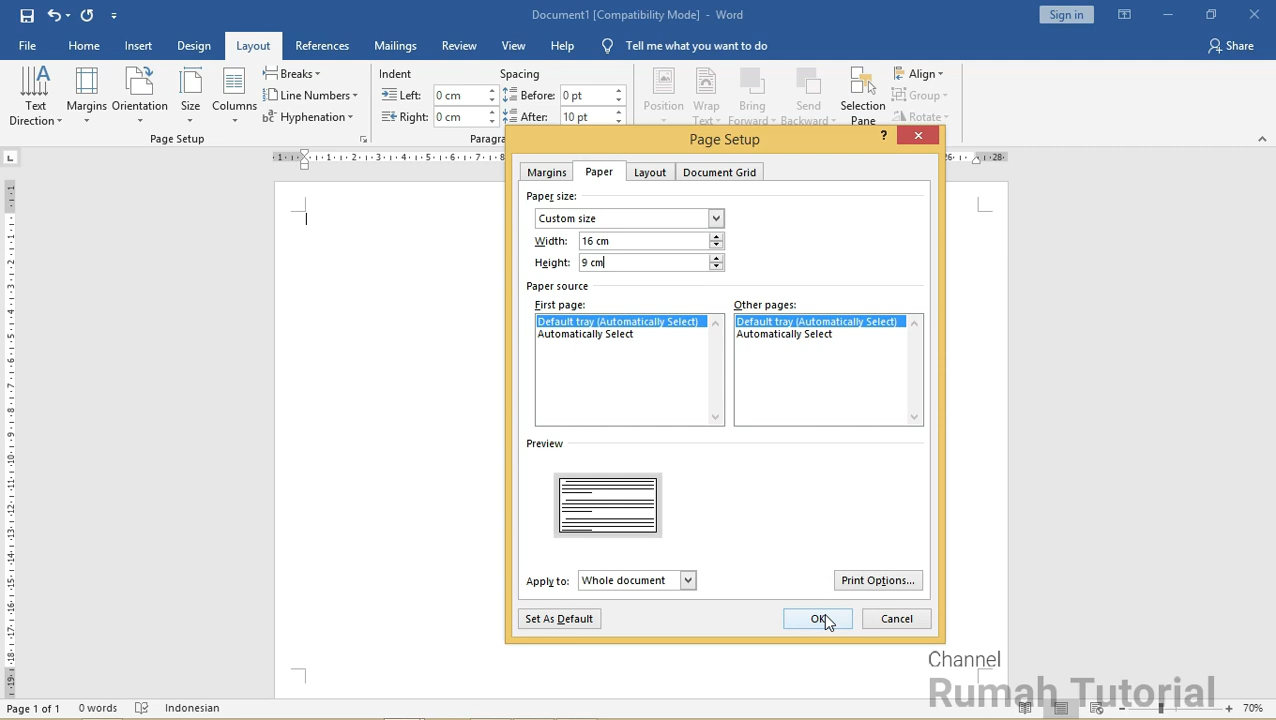 Document1 [Compatibility Mode] - Word
Sign in
File Home Insert Design Layout References Mailings Review View Help Tell me what you want to do
Share
Text Direction
Margins
Orientation
Size
Columns
Breaks
Line Numbers
Hyphenation
Page Setup
Indent
Left: 0 cm
Right: 0 cm
Spacing
Before: 0 pt
After: 10 pt
Paragra
Position
Wrap Text
Bring Forward
Send Backward
Selection Pane
Align
Group
Rotate
Page Setup
?
Margins Paper Layout Document Grid
Paper size:
Custom size
Width: 16 cm
Height: 9 cm
Paper source
First page:
Other pages:
Default tray (Automatically Select)
Automatically Select
Default tray (Automatically Select)
Automatically Select
Preview
Apply to: Whole document
Print Options...
Set As Default
OK
Cancel
Channel
Rumah Tutorial
Page 1 of 1 0 words Indonesian
70%